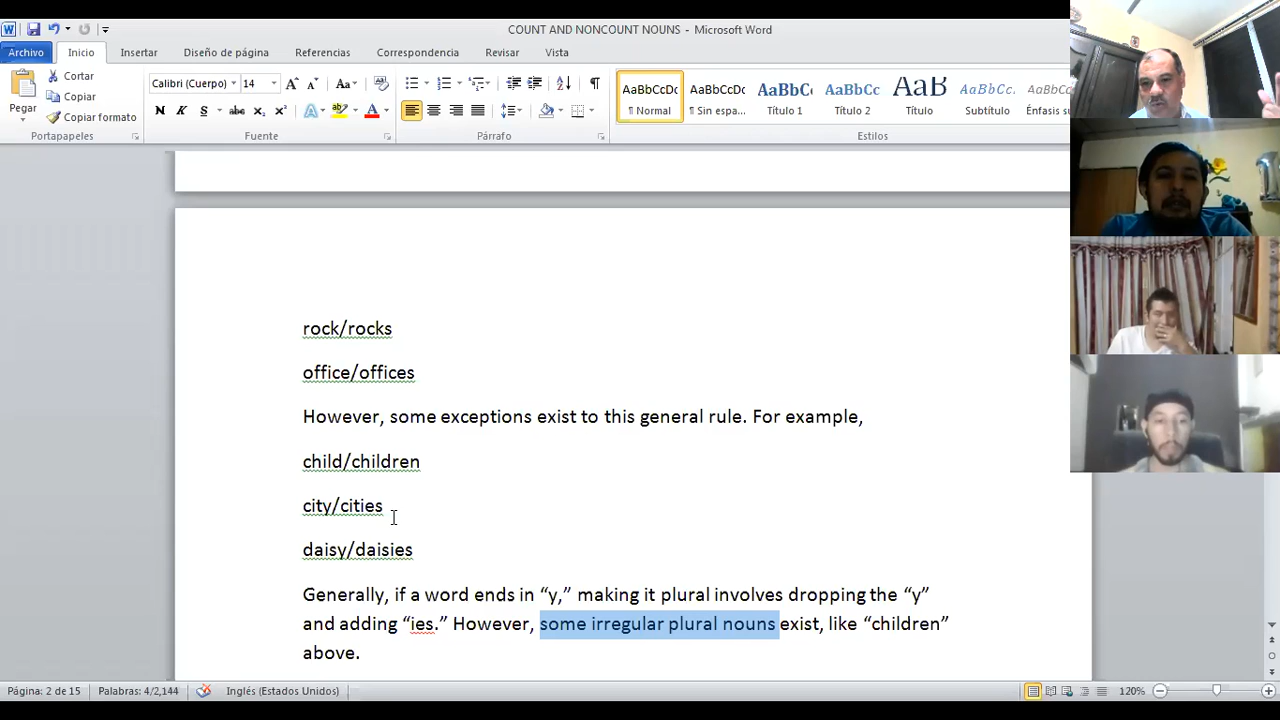 COUNT AND NONCOUNT NOUNS - Microsoft Word
Archivo Inicio Insertar Diseño de página Referencias Correspondencia Revisar Vista
Pegar
Cortar
Copiar
Copiar formato
Portapapeles
Calibri (Cuerpo) 14
Fuente
Párrafo
AaBbCcDc AaBbCcDc AaBbC AaBbCc AaB AaBbCc. AaBbCc
¶ Normal ¶ Sin espa... Título 1 Título 2 Título Subtítulo Énfasis su
Estilos
rock/rocks
office/offices
However, some exceptions exist to this general rule. For example,
child/children
city/cities
daisy/daisies
Generally, if a word ends in “y,” making it plural involves dropping the “y”
and adding “ies.” However, some irregular plural nouns exist, like “children”
above.
Página: 2 de 15 Palabras: 4/2,144 Inglés (Estados Unidos) 120%